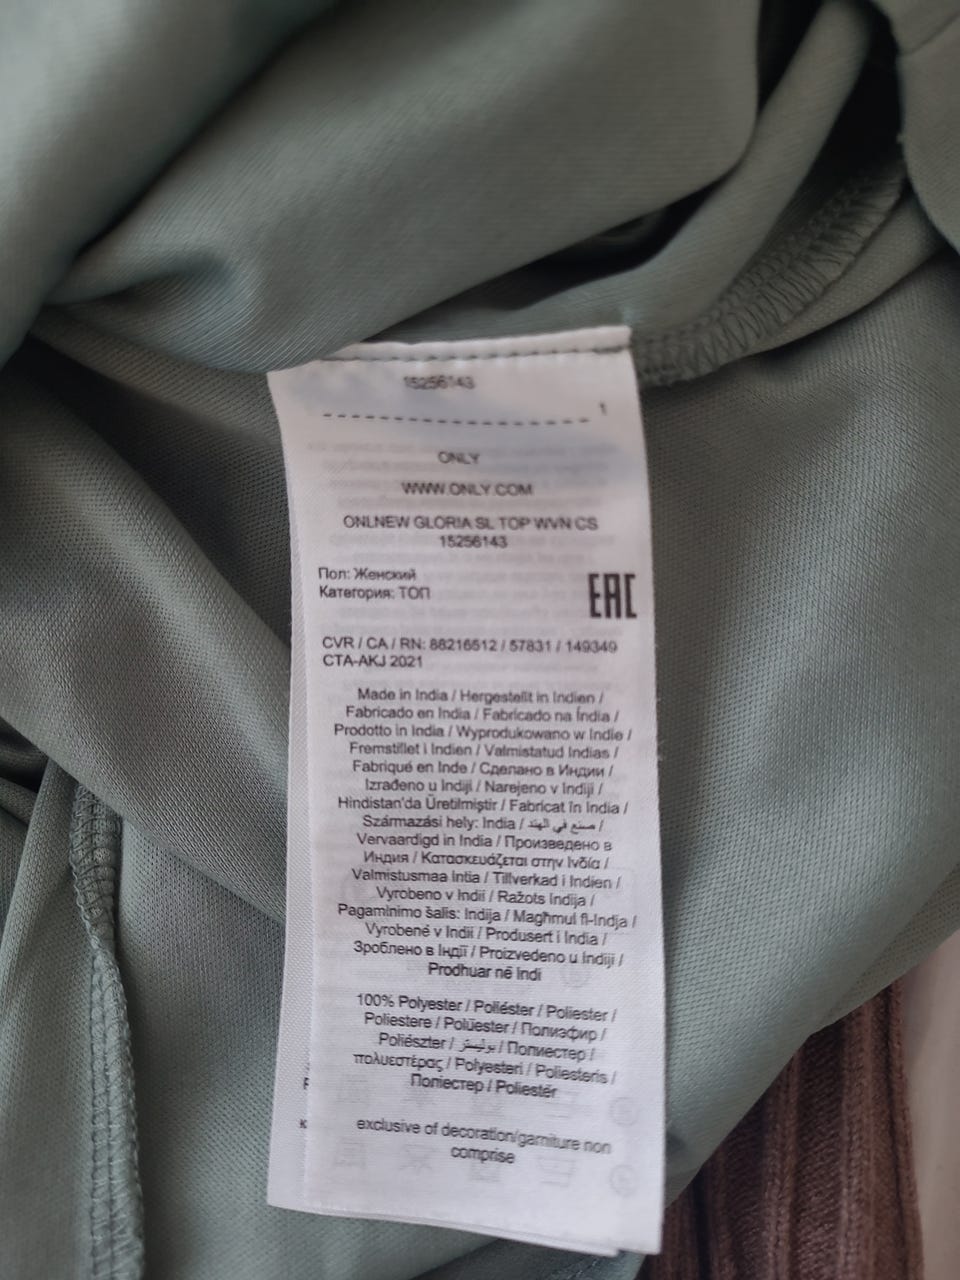 15256143
1
ONLY
WWW.ONLY.COM
ONLNEW GLORIA SL TOP WVN CS
15256143
Пол: Женский
Категория: ТОП
EAC
CVR / CA / RN: 88216512 / 57831 / 149349
CTA-AKJ 2021
Made in India / Hergestellt in Indien /
Fabricado en India / Fabricado na Índia /
Prodotto in India / Wyprodukowano w Indie /
Fremstillet i Indien / Valmistatud Indias /
Fabriqué en Inde / Сделано в Индии /
Izrađeno u Indiji / Narejeno v Indiji /
Hindistan'da Üretilmiştir / Fabricat în India /
Származási hely: India / صنع في الهند /
Vervaardigd in India / Произведено в
Индия / Κατασκευάζεται στην Ινδία /
Valmistusmaa Intia / Tillverkad i Indien /
Vyrobeno v Indii / Ražots Indija /
Pagaminimo šalis: Indija / Magħmul fl-Indja /
Vyrobené v Indii / Produsert i India /
Зроблено в Індії / Proizvedeno u Indiji /
Prodhuar në Indi
100% Polyester / Poliéster / Poliester /
Poliestere / Polüester / Полиэфир /
Poliészter / بوليستر / Полиестер /
πολυεστέρας / Polyesteri / Poliesteris /
Поліестер / Poliestër
exclusive of decoration/garniture non
comprise